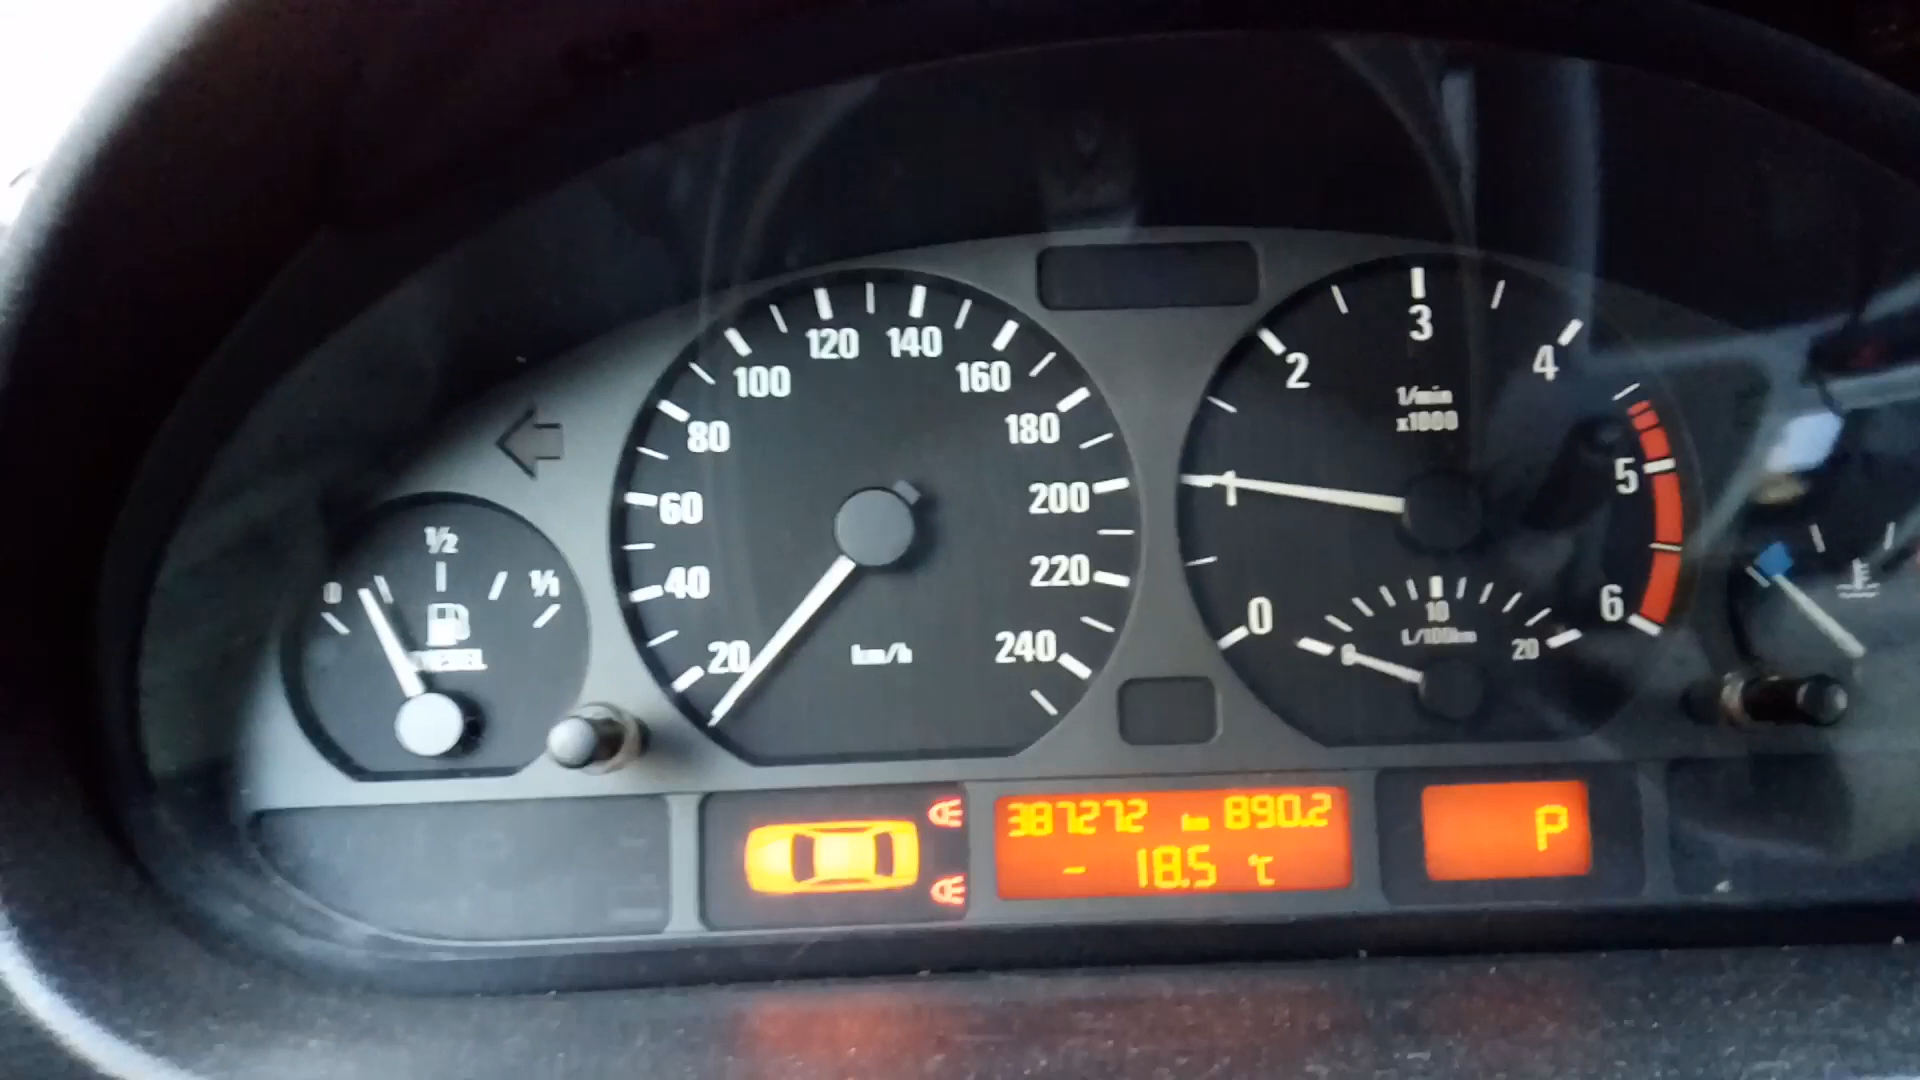 0 1/2 1/1
DIESEL
20 40 60 80 100 120 140 160 180 200 220 240
km/h
0 1 2 3 4 5 6
1/min
x1000
10
L/100km
20
387272 km 890.2
- 18.5 °C
P